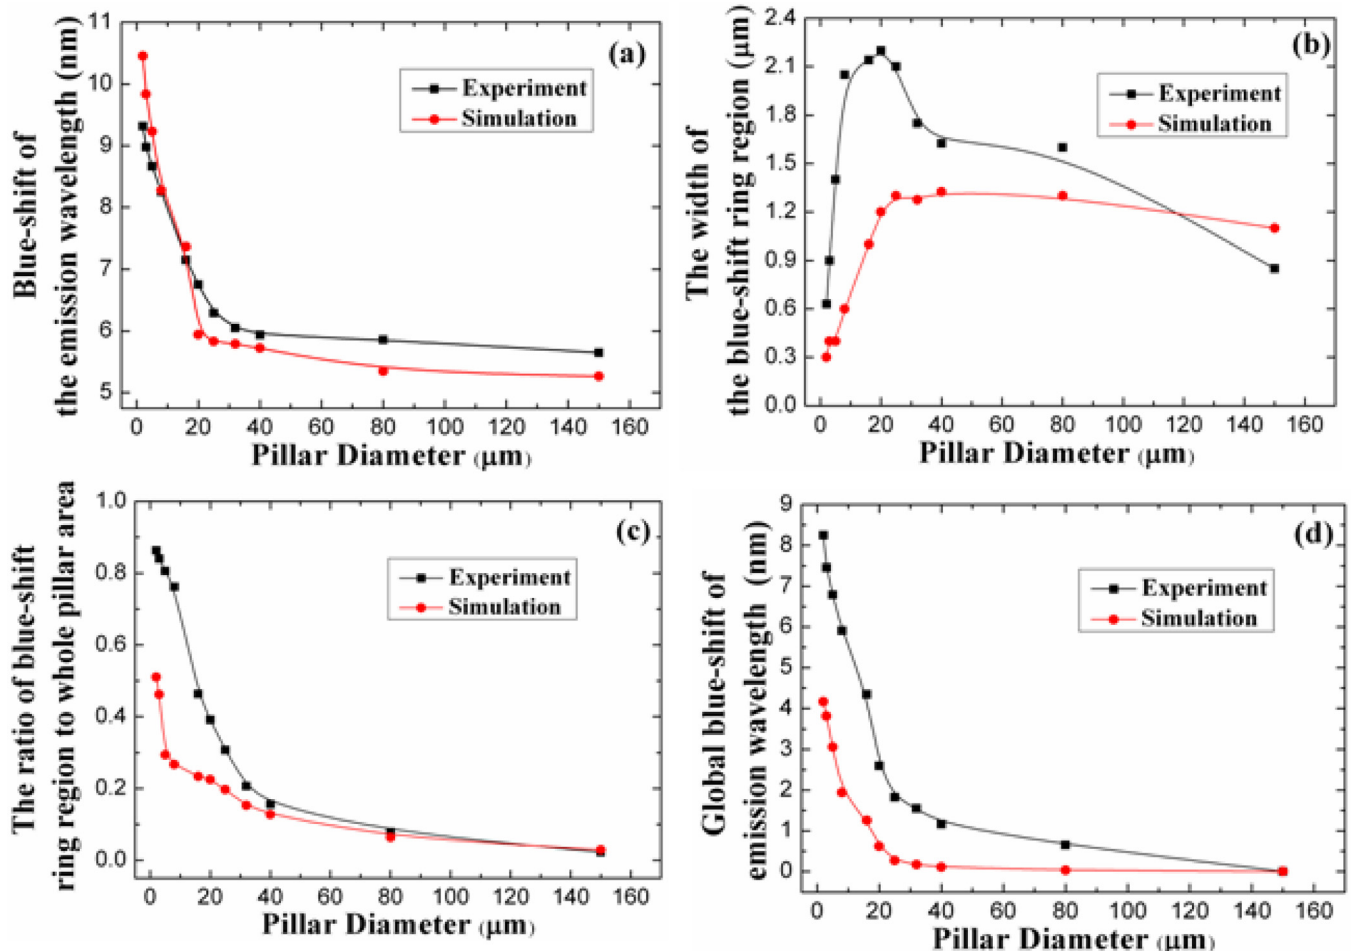 (a)
Experiment
Simulation
Blue-shift of
the emission wavelength (nm)
11
10
9
8
7
6
5
0 20 40 60 80 100 120 140 160
Pillar Diameter (μm)
(b)
Experiment
Simulation
The width of
the blue-shift ring region (μm)
2.4
2.1
1.8
1.5
1.2
0.9
0.6
0.3
0.0
0 20 40 60 80 100 120 140 160
Pillar Diameter (μm)
(c)
Experiment
Simulation
The ratio of blue-shift
ring region to whole pillar area
1.0
0.8
0.6
0.4
0.2
0.0
0 20 40 60 80 100 120 140 160
Pillar Diameter (μm)
(d)
Experiment
Simulation
Global blue-shift of
emission wavelength (nm)
9
8
7
6
5
4
3
2
1
0
0 20 40 60 80 100 120 140 160
Pillar Diameter (μm)